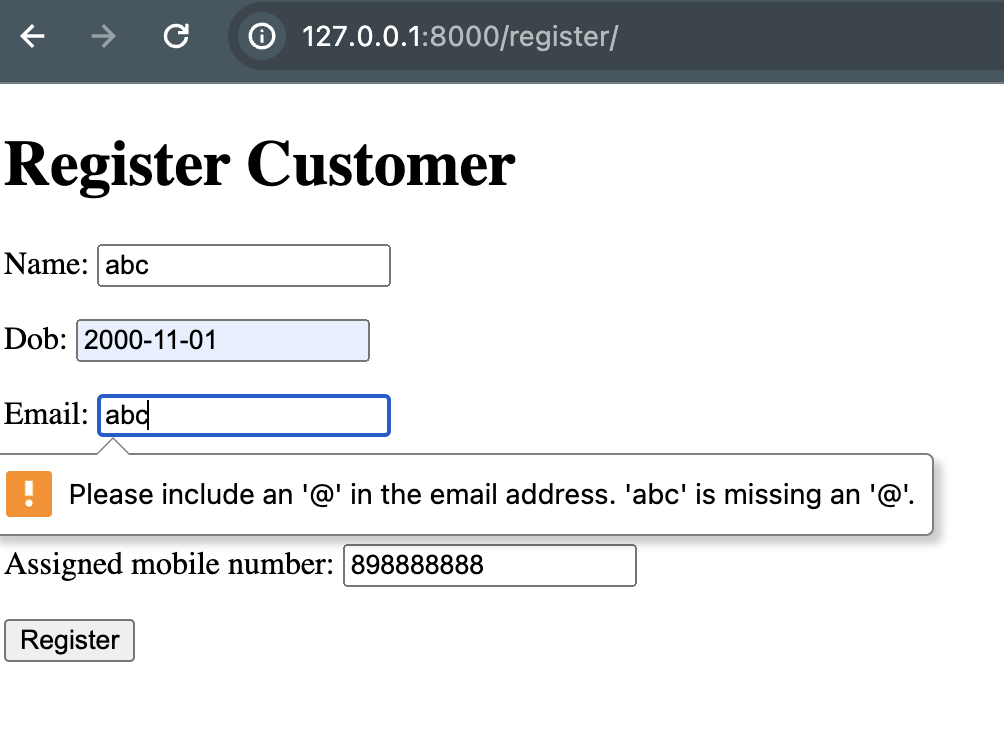 127.0.0.1:8000/register/
Register Customer
Name: abc
Dob: 2000-11-01
Email: abc
Please include an '@' in the email address. 'abc' is missing an '@'.
Assigned mobile number: 898888888
Register